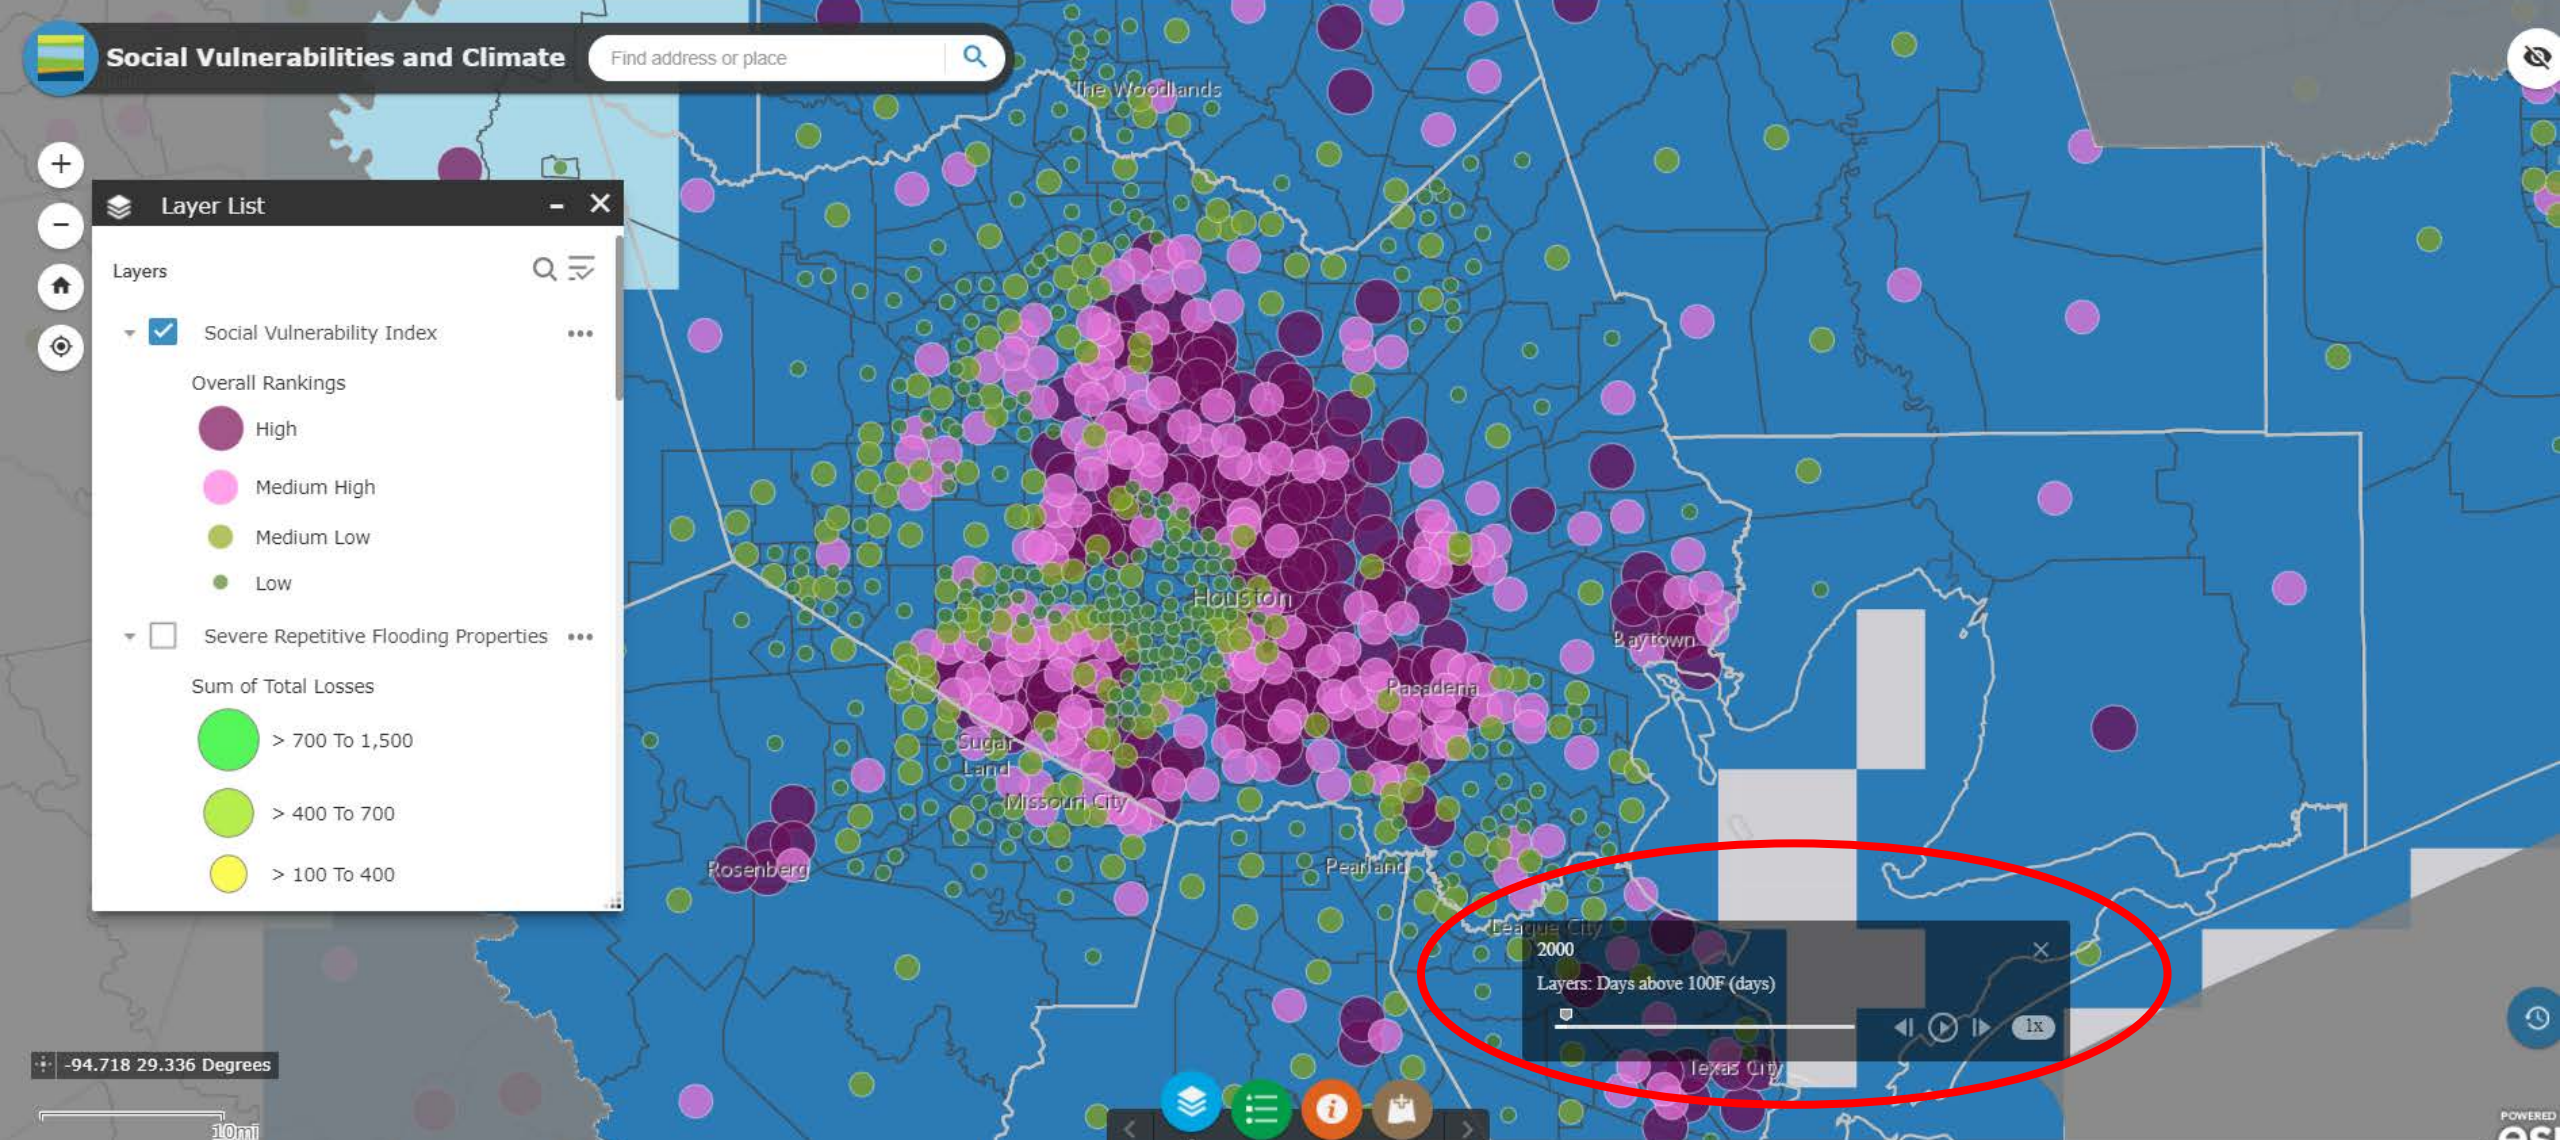 Social Vulnerabilities and Climate
Find address or place
The Woodlands
Layer List
Layers
Social Vulnerability Index
Overall Rankings
High
Medium High
Medium Low
Low
Severe Repetitive Flooding Properties
Sum of Total Losses
> 700 To 1,500
> 400 To 700
> 100 To 400
Houston
Baytown
Pasadena
Sugar
Land
Missouri City
Rosenberg
Pearland
League City
2000
Layers: Days above 100F (days)
1x
Texas City
-94.718 29.336 Degrees
10mi
POWERED